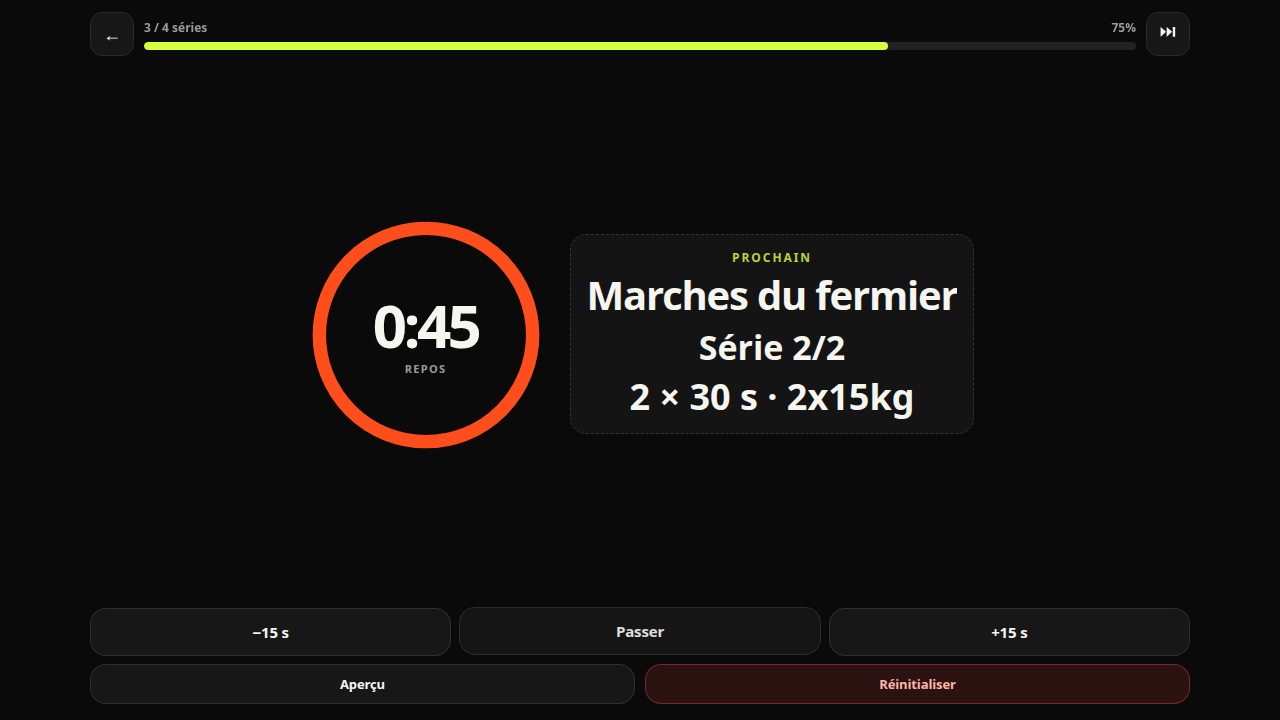 ←
3 / 4 séries
75%
⏭
0:45
REPOS
PROCHAIN
Marches du fermier
Série 2/2
2 × 30 s · 2x15kg
−15 s
Passer
+15 s
Aperçu
Réinitialiser